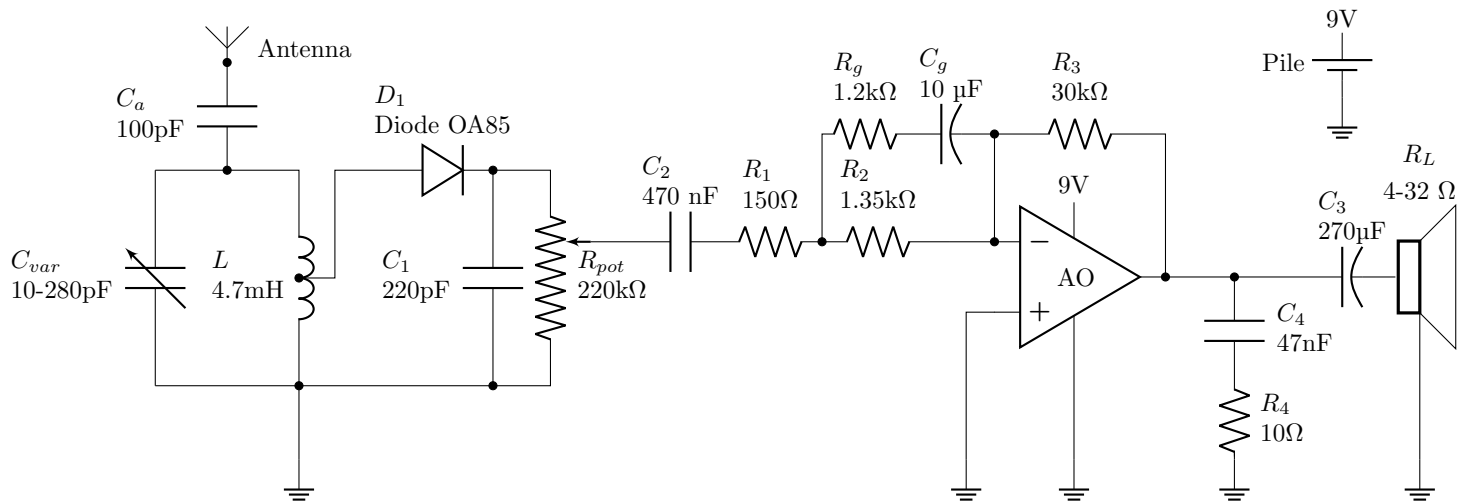 Antenna
C_a
100pF
C_var
10-280pF
L
4.7mH
D_1
Diode OA85
C_1
220pF
R_pot
220kΩ
C_2
470 nF
R_1
150Ω
R_g
1.2kΩ
C_g
10 µF
R_2
1.35kΩ
R_3
30kΩ
9V
−
AO
+
C_4
47nF
R_4
10Ω
C_3
270µF
R_L
4-32 Ω
9V
Pile